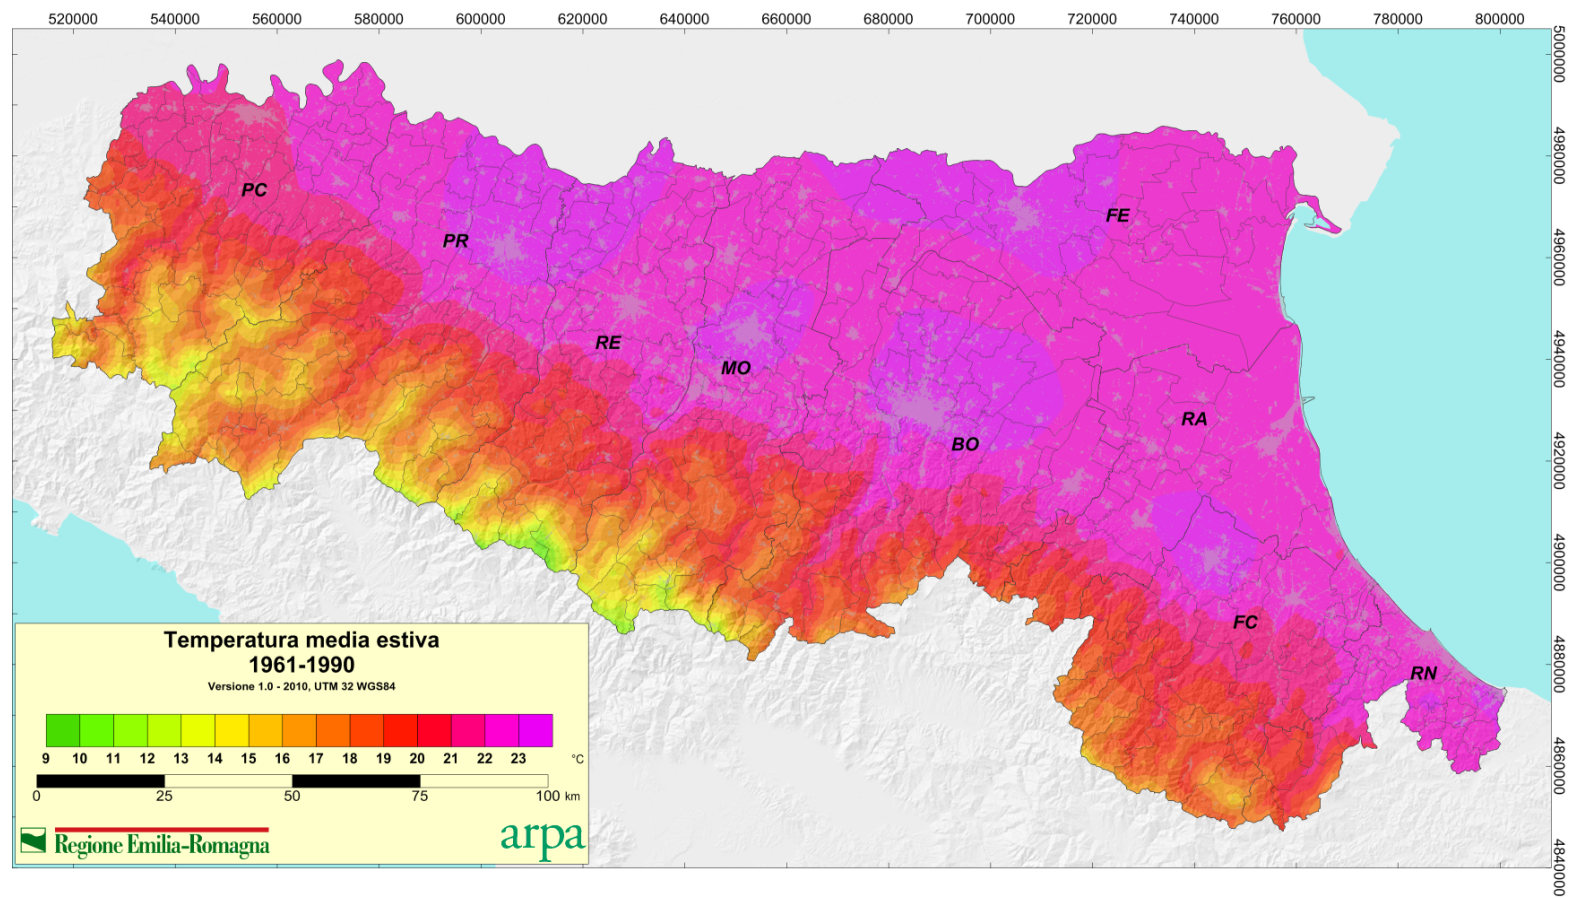 520000 540000 560000 580000 600000 620000 640000 660000 680000 700000 720000 740000 760000 780000 800000
5000000
4980000
4960000
4940000
4920000
4900000
4880000
4860000
4840000
PC
PR
FE
RE
MO
RA
BO
FC
RN
Temperatura media estiva
1961-1990
Versione 1.0 - 2010, UTM 32 WGS84
9 10 11 12 13 14 15 16 17 18 19 20 21 22 23 °C
0 25 50 75 100 km
Regione Emilia-Romagna
arpa